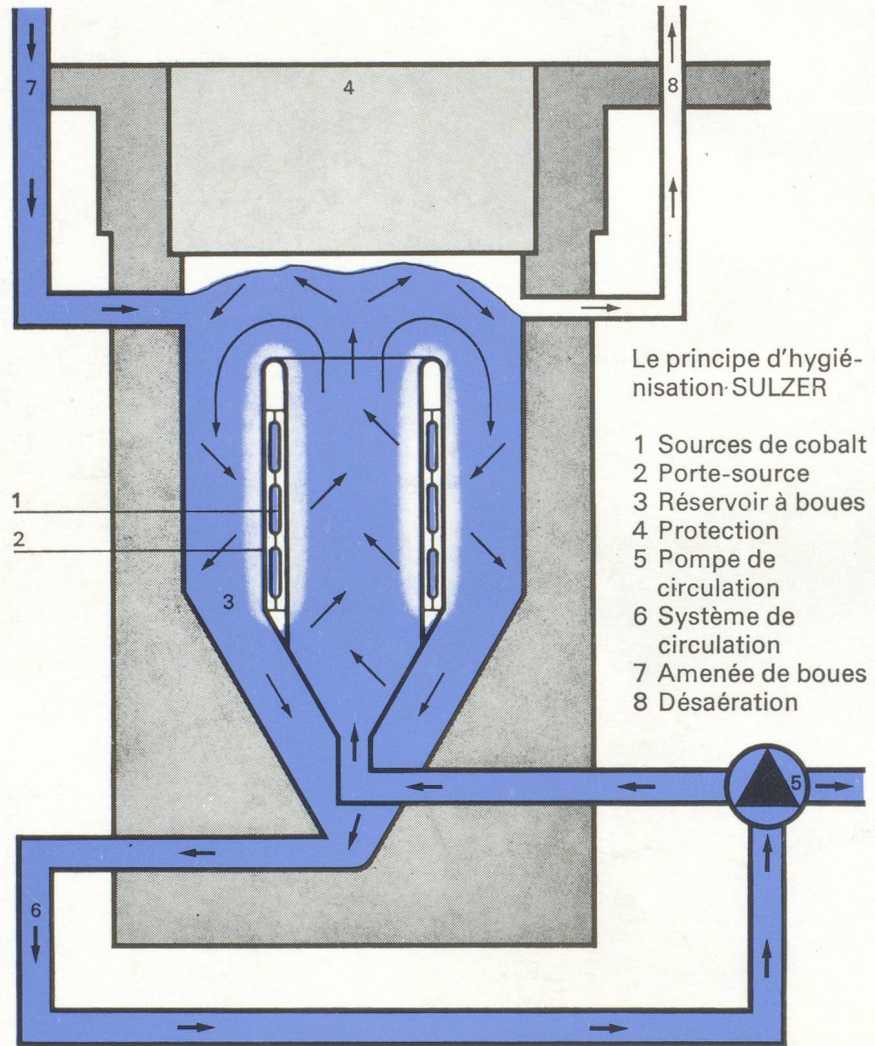 7
4
8
Le principe d'hygié-
nisation SULZER
1 Sources de cobalt
2 Porte-source
3 Réservoir à boues
4 Protection
5 Pompe de
circulation
6 Système de
circulation
7 Amenée de boues
8 Désaération
1
2
3
5
6